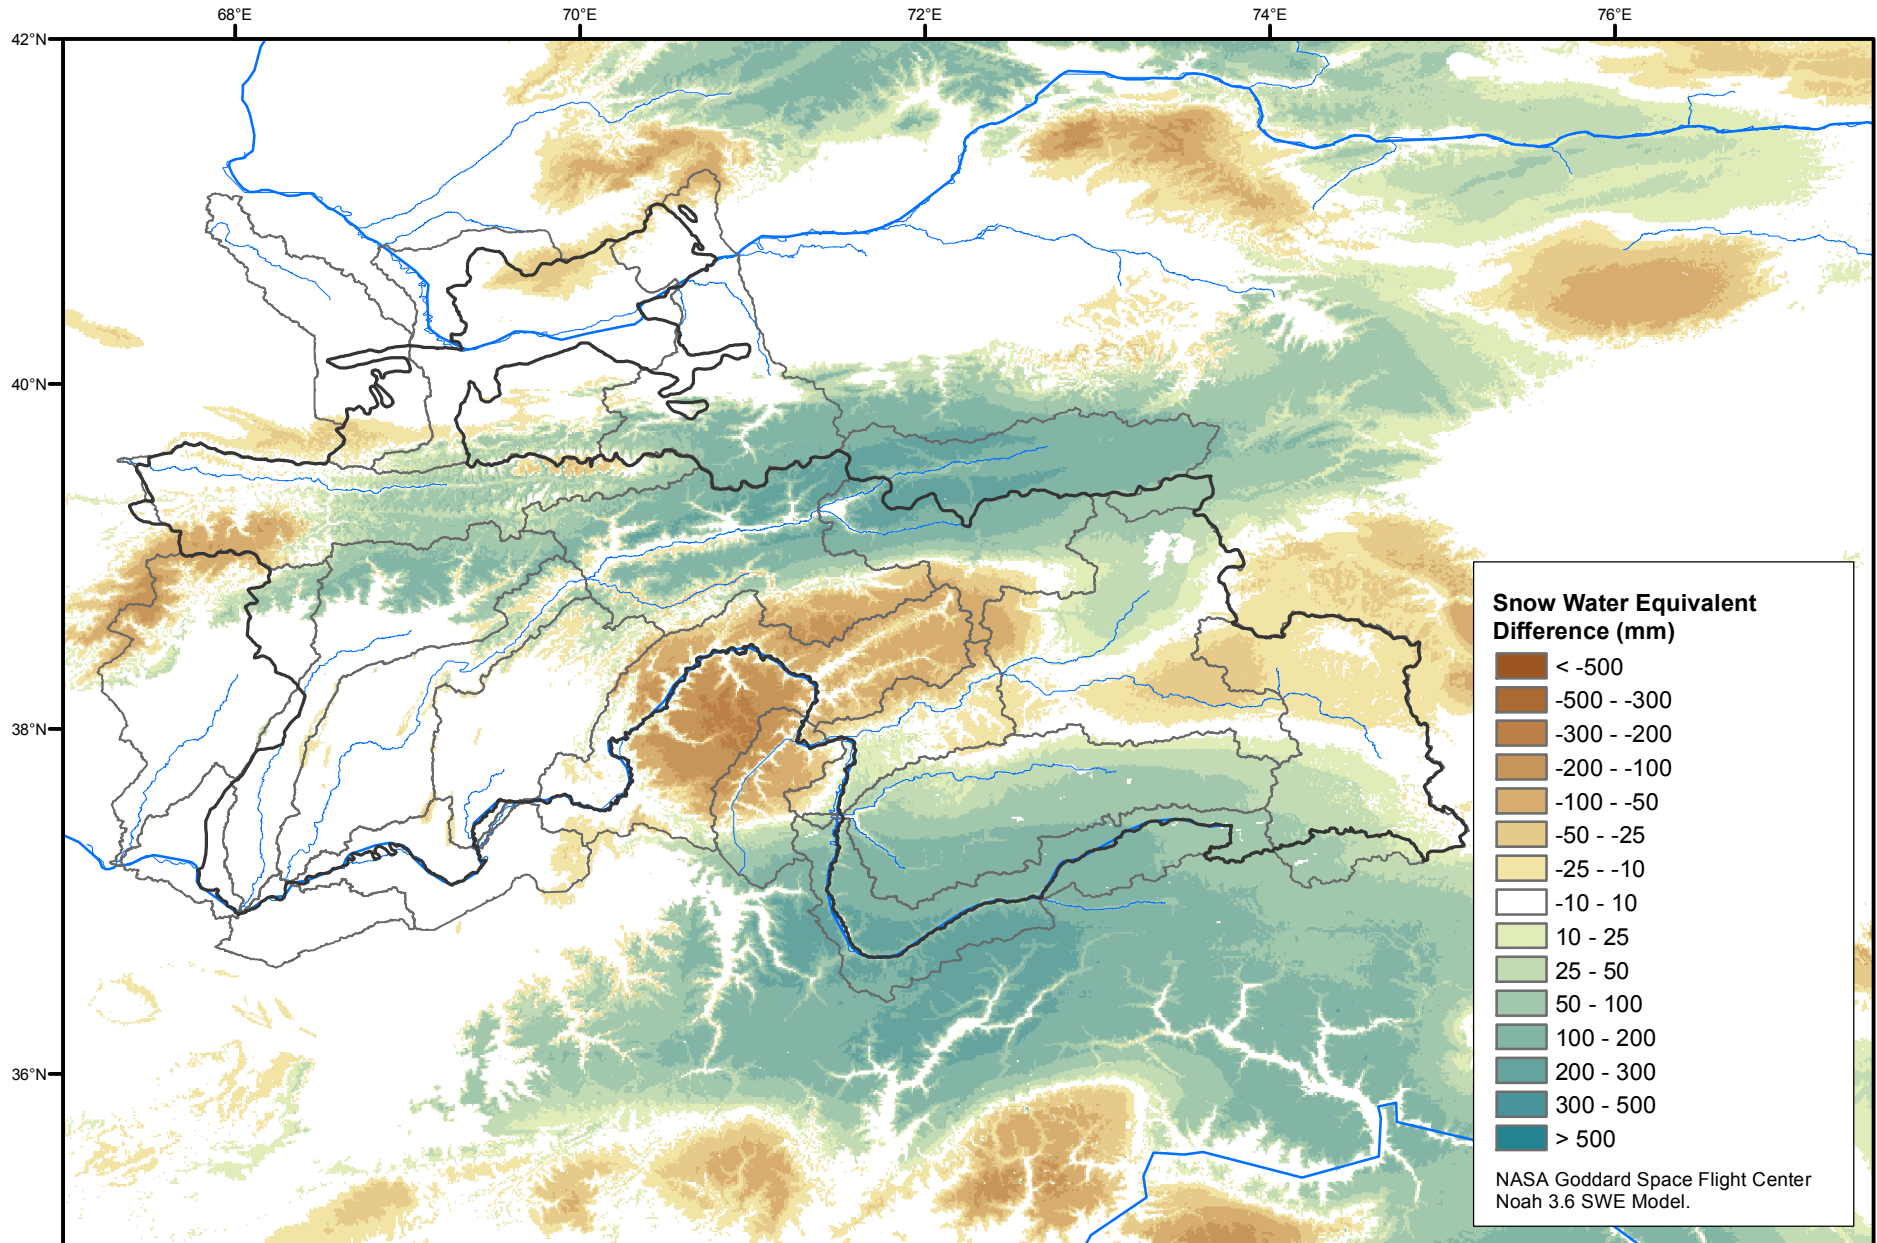 68°E 70°E 72°E 74°E 76°E
42°N
40°N
38°N
36°N
Snow Water Equivalent
Difference (mm)
< -500
-500 - -300
-300 - -200
-200 - -100
-100 - -50
-50 - -25
-25 - -10
-10 - 10
10 - 25
25 - 50
50 - 100
100 - 200
200 - 300
300 - 500
> 500
NASA Goddard Space Flight Center
Noah 3.6 SWE Model.